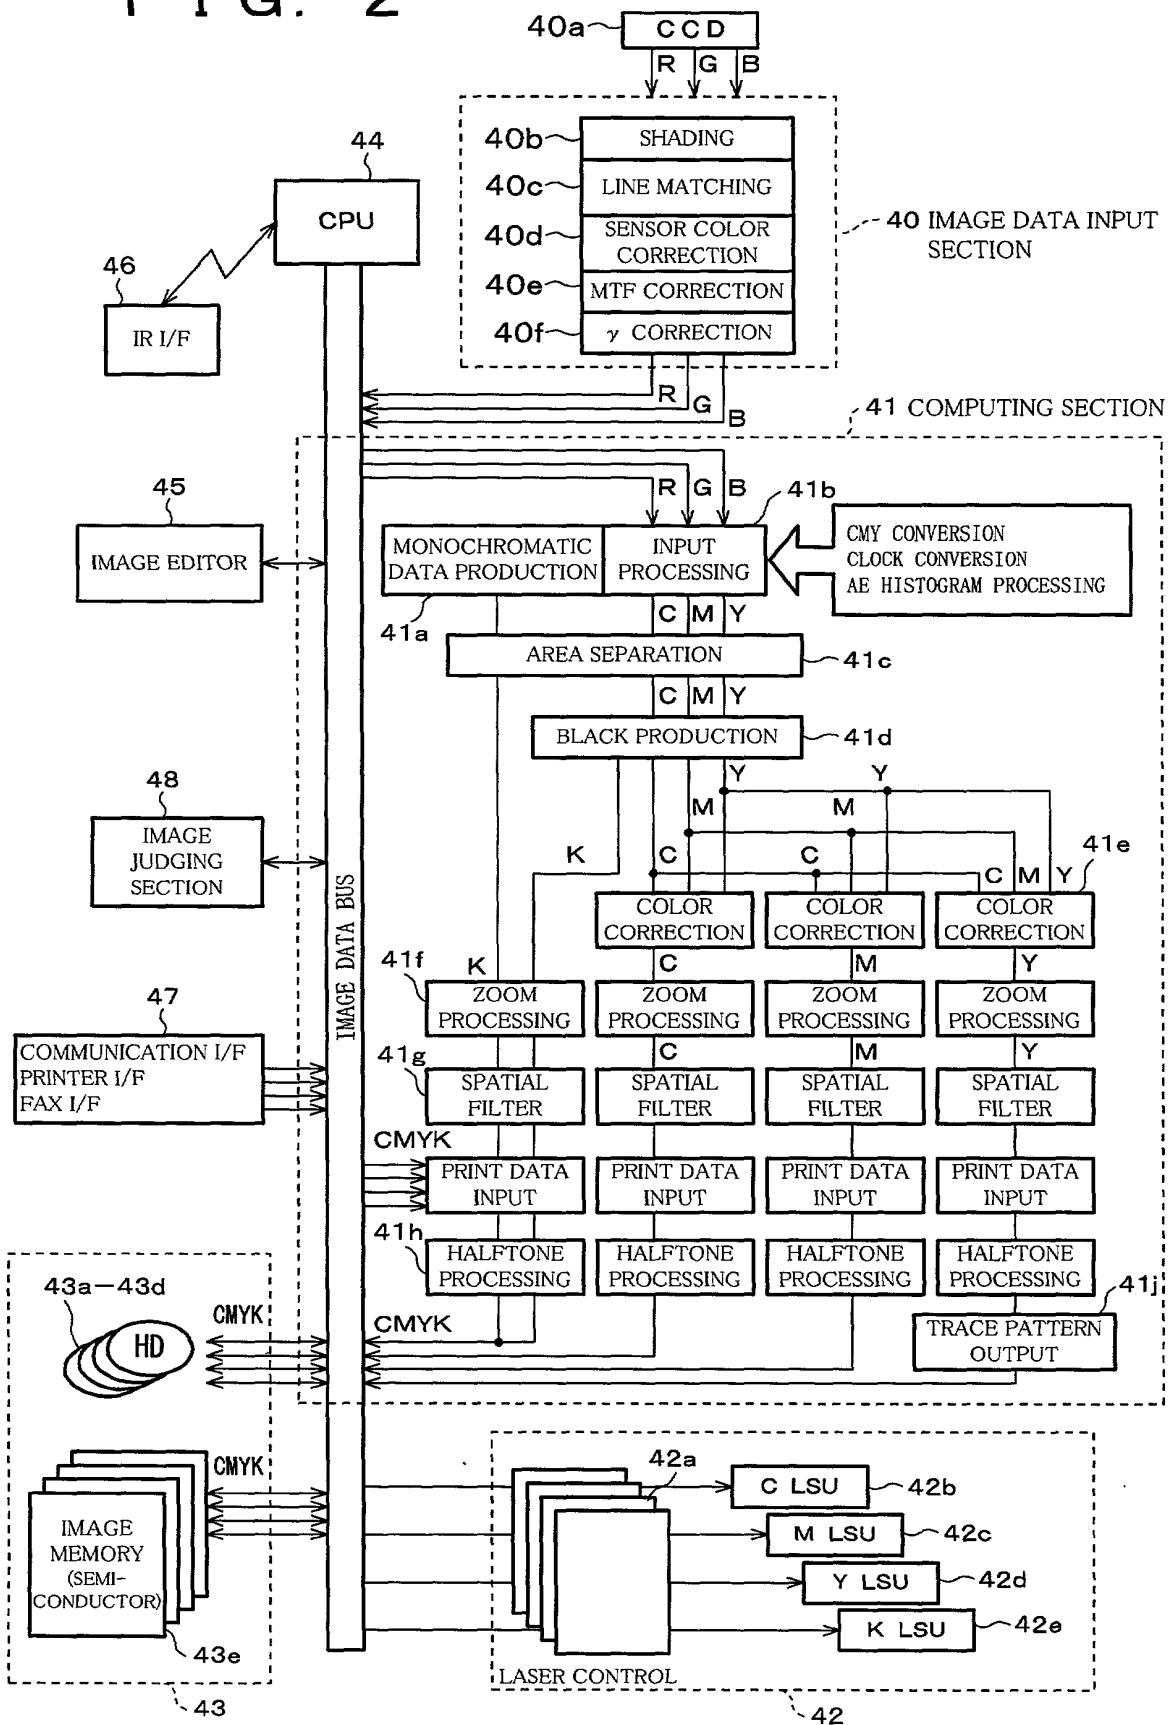 FIG. 2
40a
CCD
R G B
40b
SHADING
40c
LINE MATCHING
40d
SENSOR COLOR
CORRECTION
40e
MTF CORRECTION
40f
γ CORRECTION
40 IMAGE DATA INPUT
SECTION
44
CPU
46
IR I/F
R
G
B
41 COMPUTING SECTION
R G B
45
IMAGE EDITOR
41b
MONOCHROMATIC
DATA PRODUCTION
INPUT
PROCESSING
CMY CONVERSION
CLOCK CONVERSION
AE HISTOGRAM PROCESSING
41a
C M Y
AREA SEPARATION
41c
C M Y
BLACK PRODUCTION
41d
Y Y
M M
48
IMAGE
JUDGING
SECTION
K C C
C M Y
41e
COLOR
CORRECTION
COLOR
CORRECTION
COLOR
CORRECTION
IMAGE DATA BUS
K C M Y
41f
ZOOM
PROCESSING
ZOOM
PROCESSING
ZOOM
PROCESSING
ZOOM
PROCESSING
47
COMMUNICATION I/F
PRINTER I/F
FAX I/F
C M Y
41g
SPATIAL
FILTER
SPATIAL
FILTER
SPATIAL
FILTER
SPATIAL
FILTER
CMYK
PRINT DATA
INPUT
PRINT DATA
INPUT
PRINT DATA
INPUT
PRINT DATA
INPUT
41h
HALFTONE
PROCESSING
HALFTONE
PROCESSING
HALFTONE
PROCESSING
HALFTONE
PROCESSING
41j
TRACE PATTERN
OUTPUT
43a-43d
HD
CMYK
CMYK
CMYK
IMAGE
MEMORY
(SEMI-
CONDUCTOR)
43e
43
42a
C LSU
42b
M LSU
42c
Y LSU
42d
K LSU
42e
LASER CONTROL
42